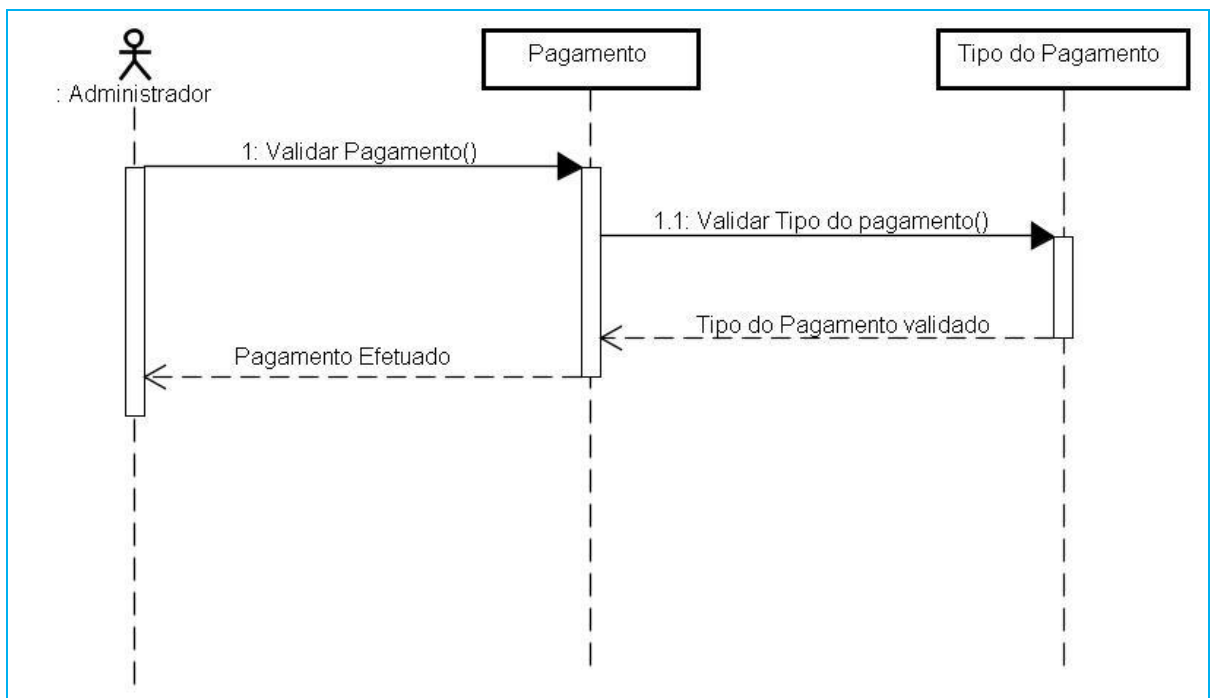 Pagamento
Tipo do Pagamento
: Administrador
1: Validar Pagamento()
1.1: Validar Tipo do pagamento()
Tipo do Pagamento validado
Pagamento Efetuado